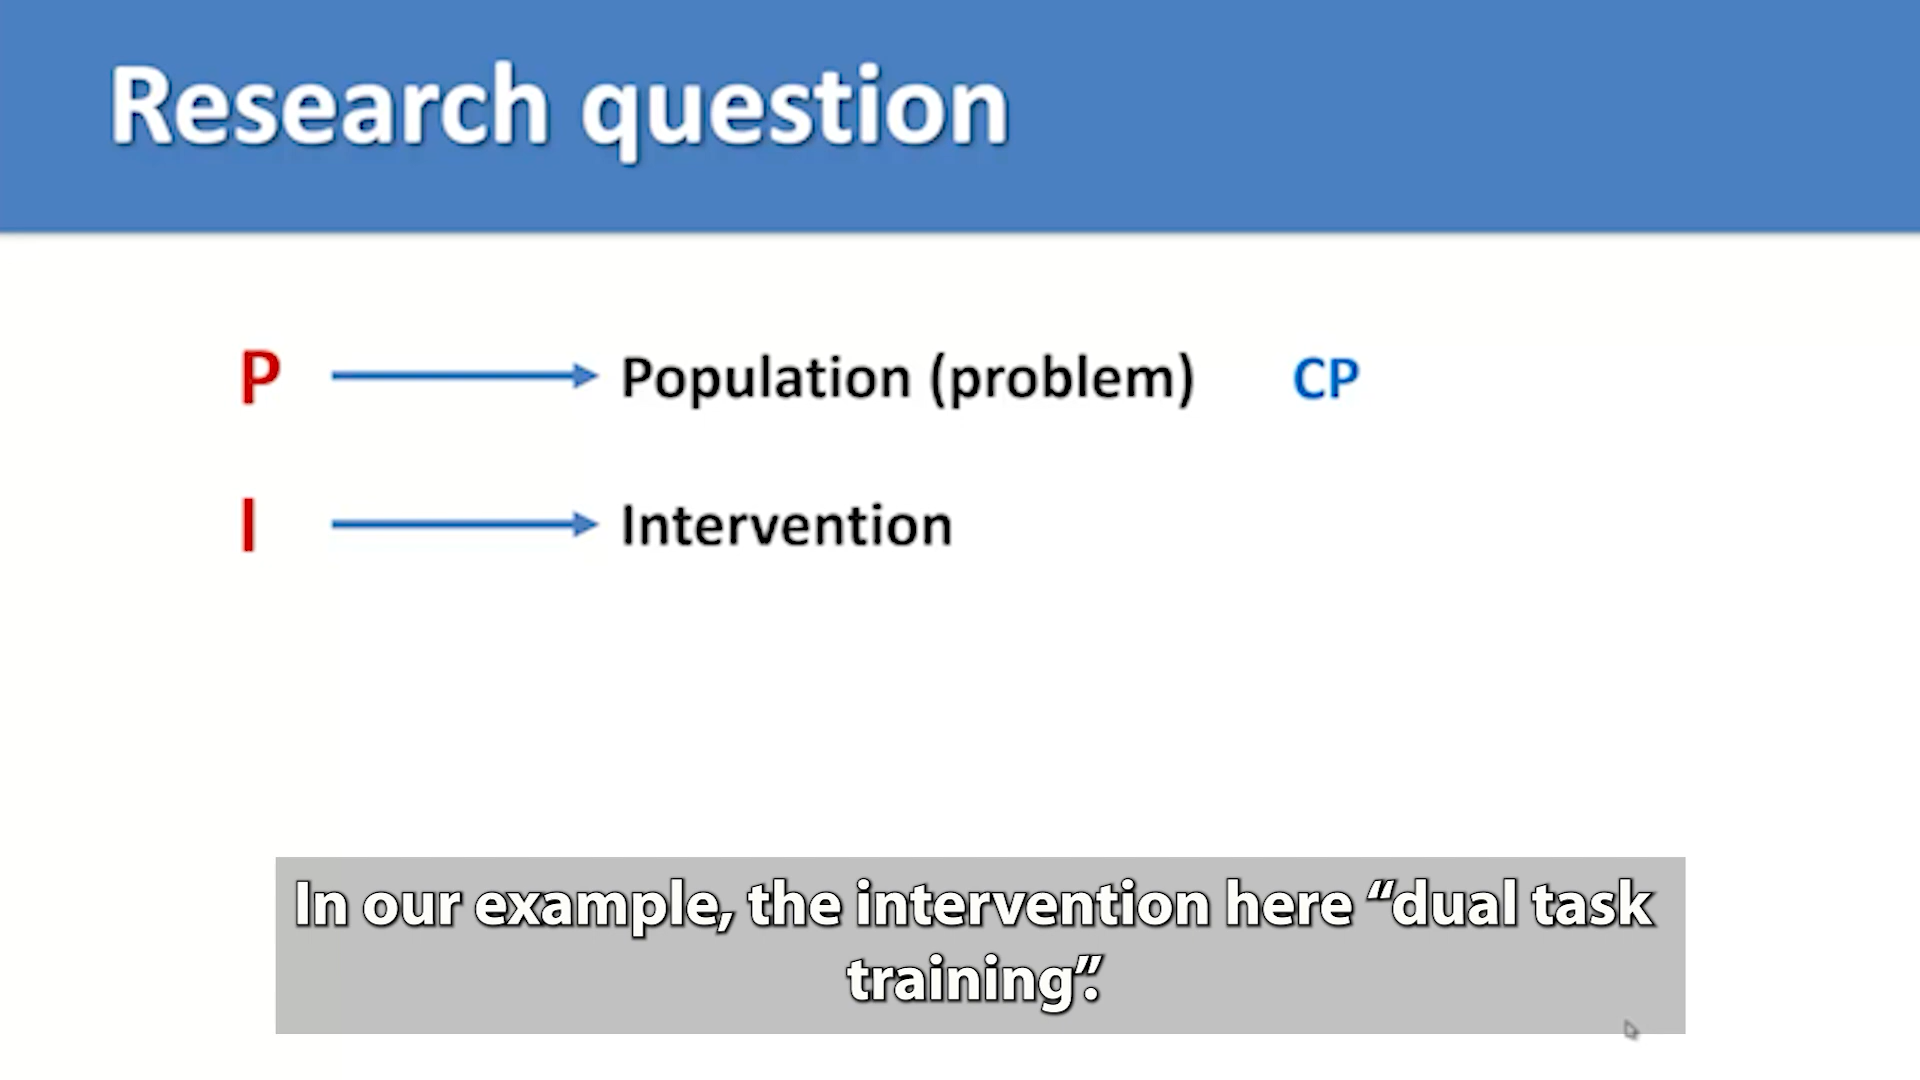 Research question
P Population (problem) CP
I Intervention
In our example, the intervention here “dual task
training”.